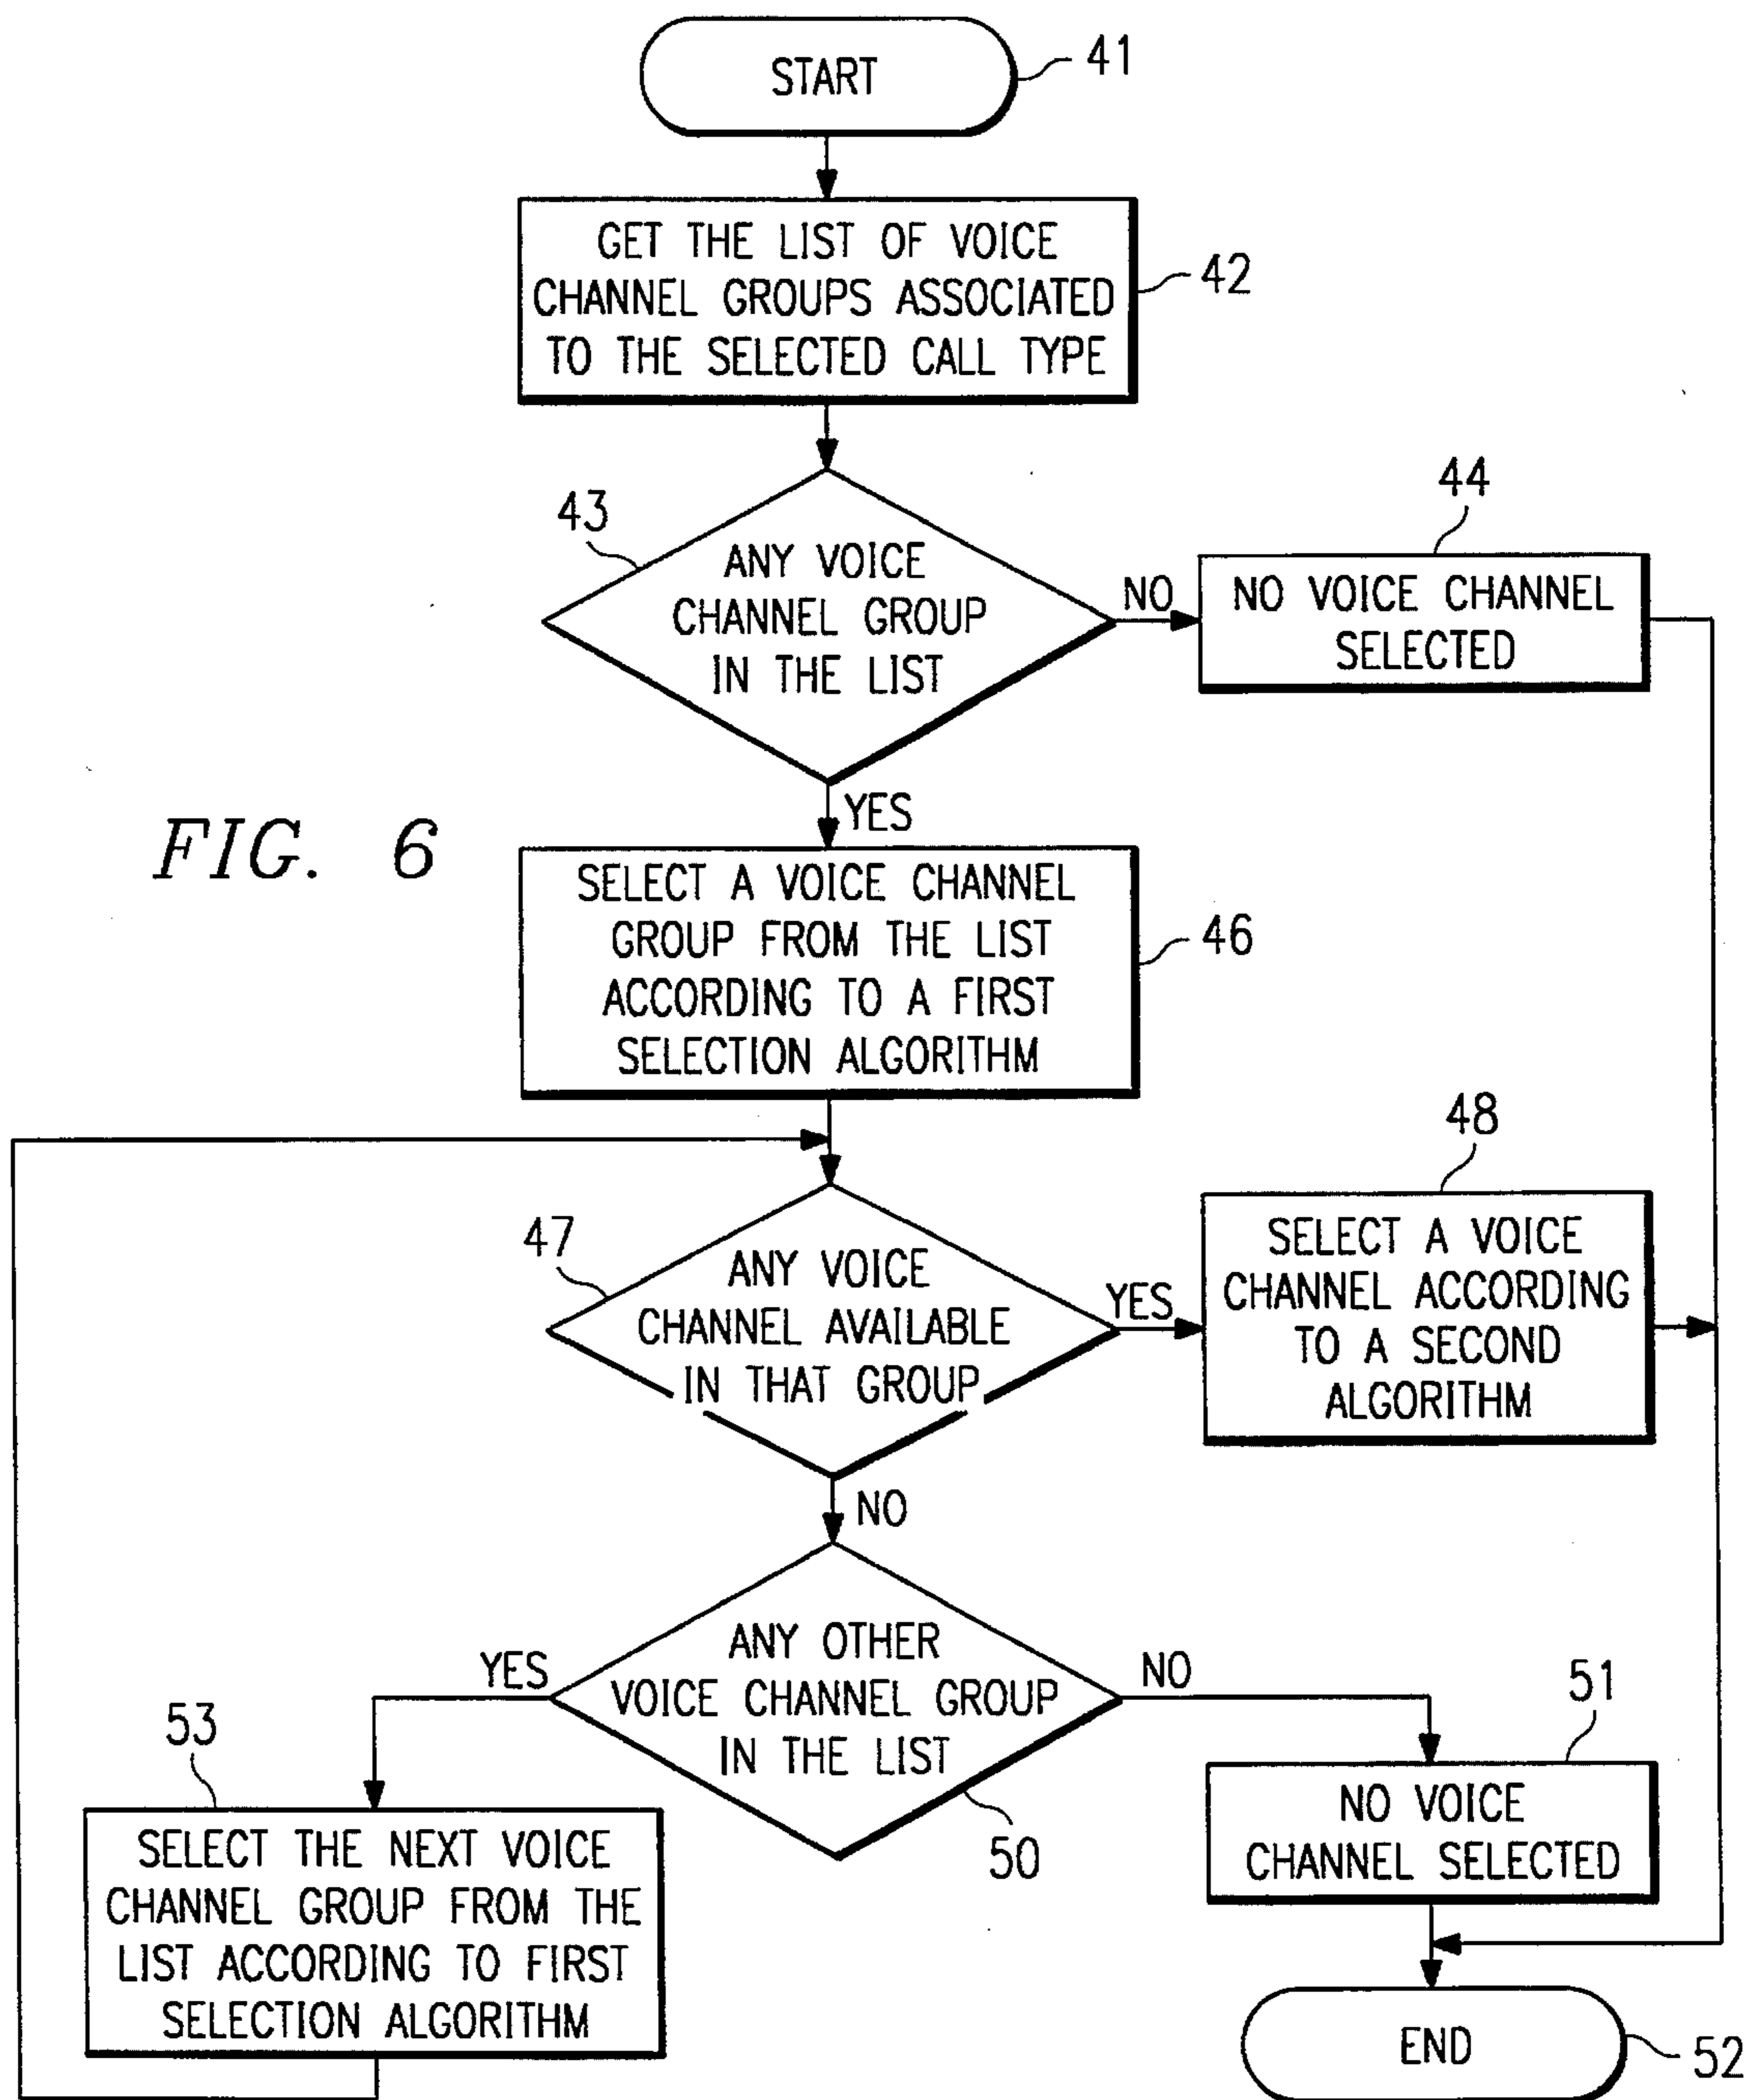 START
41
GET THE LIST OF VOICE
CHANNEL GROUPS ASSOCIATED
TO THE SELECTED CALL TYPE
42
43
ANY VOICE
CHANNEL GROUP
IN THE LIST
NO
44
NO VOICE CHANNEL
SELECTED
YES
FIG. 6
SELECT A VOICE CHANNEL
GROUP FROM THE LIST
ACCORDING TO A FIRST
SELECTION ALGORITHM
46
47
ANY VOICE
CHANNEL AVAILABLE
IN THAT GROUP
YES
48
SELECT A VOICE
CHANNEL ACCORDING
TO A SECOND
ALGORITHM
NO
ANY OTHER
VOICE CHANNEL GROUP
IN THE LIST
50
YES
NO
53
SELECT THE NEXT VOICE
CHANNEL GROUP FROM THE
LIST ACCORDING TO FIRST
SELECTION ALGORITHM
51
NO VOICE
CHANNEL SELECTED
END
52